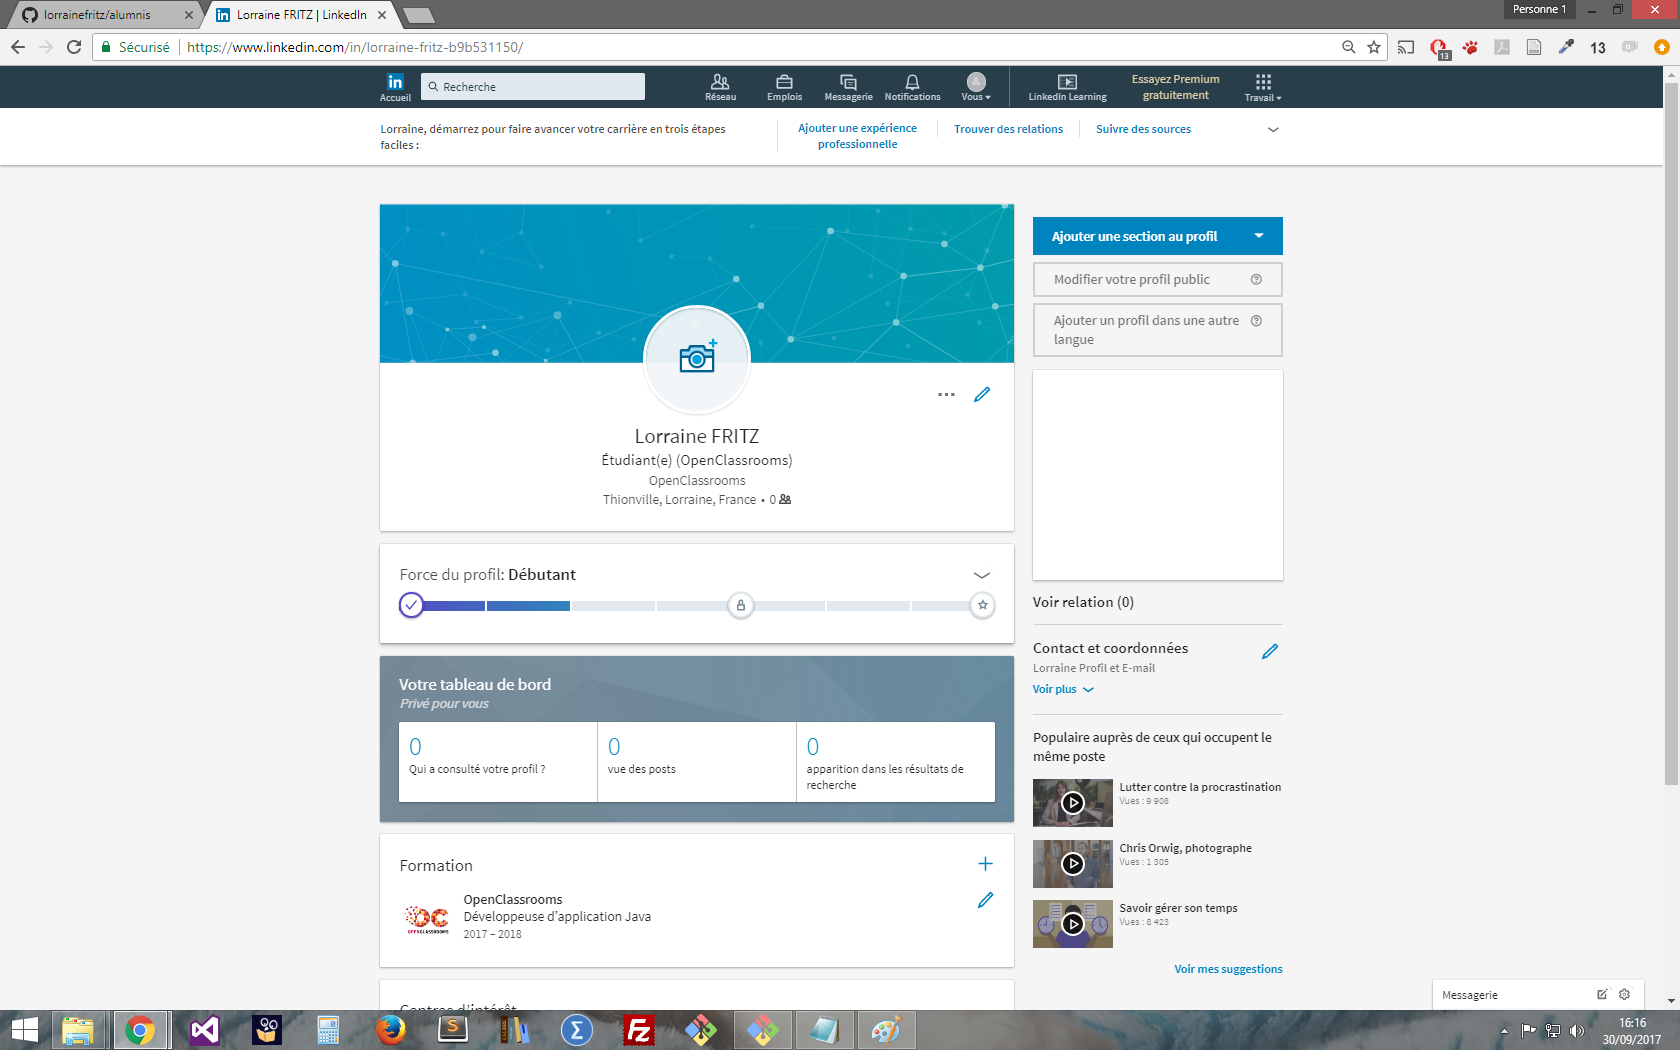 lorrainefritz/alumnis
Lorraine FRITZ | LinkedIn
Personne 1
Sécurisé
https://www.linkedin.com/in/lorraine-fritz-b9b531150/
13
13
in
Accueil
Recherche
Réseau
Emplois
Messagerie
Notifications
Vous
LinkedIn Learning
Essayez Premium
gratuitement
Travail
Lorraine, démarrez pour faire avancer votre carrière en trois étapes
faciles :
Ajouter une expérience
professionnelle
Trouver des relations
Suivre des sources
Lorraine FRITZ
Étudiant(e) (OpenClassrooms)
OpenClassrooms
Thionville, Lorraine, France • 0
Force du profil: Débutant
Votre tableau de bord
Privé pour vous
0
Qui a consulté votre profil ?
0
vue des posts
0
apparition dans les résultats de
recherche
Formation
OC
OPENCLASSROOMS
OpenClassrooms
Développeuse d'application Java
2017 – 2018
Centres d'intérêt
Ajouter une section au profil
Modifier votre profil public
Ajouter un profil dans une autre
langue
Voir relation (0)
Contact et coordonnées
Lorraine Profil et E-mail
Voir plus
Populaire auprès de ceux qui occupent le
même poste
Lutter contre la procrastination
Vues : 9 908
Chris Orwig, photographe
Vues : 1 305
Savoir gérer son temps
Vues : 8 423
Voir mes suggestions
Messagerie
16:16
30/09/2017